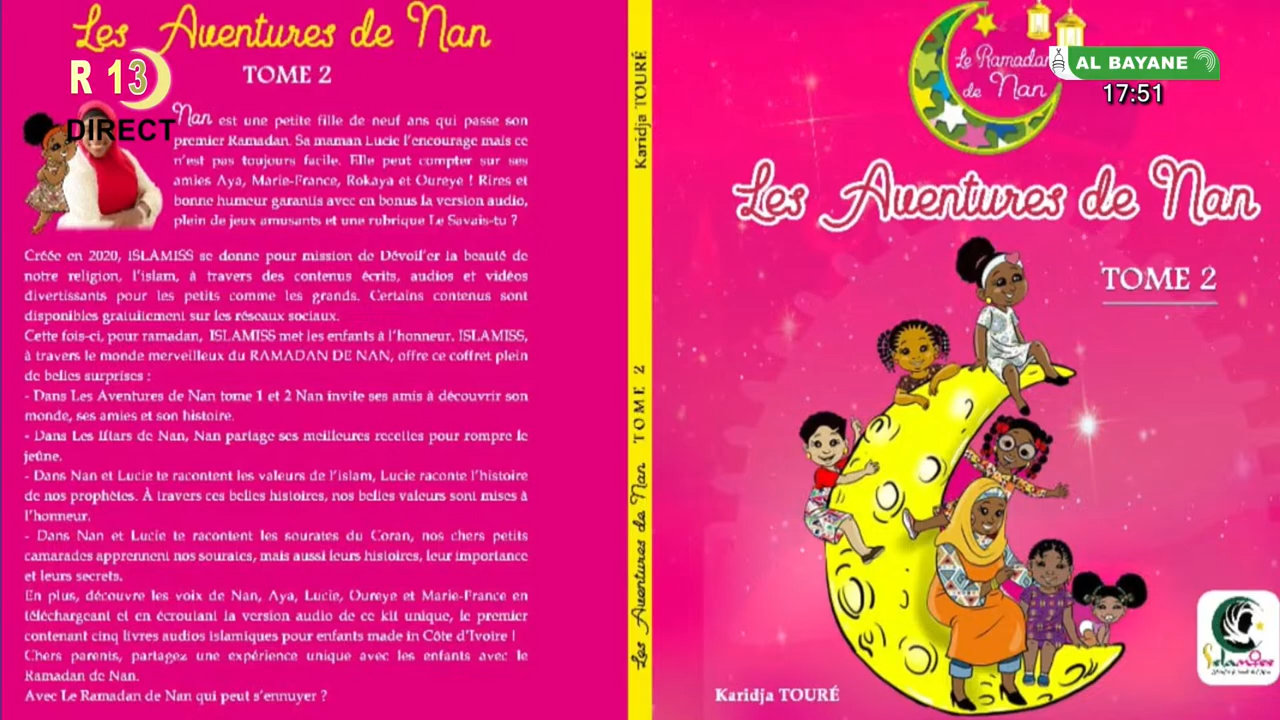 Les Aventures de Nan
TOME 2
R 13
DIRECT
Nan est une petite fille de neuf ans qui passe son
premier Ramadan. Sa maman Lucie l'encourage mais ce
n'est pas toujours facile. Elle peut compter sur ses
amies Aya, Marie-France, Rokaya et Oureye ! Rires et
bonne humeur garantis avec en bonus la version audio,
plein de jeux amusants et une rubrique Le Savais-tu ?
Créée en 2020, ISLAMISS se donne pour mission de Dévoil'er la beauté de
notre religion, l'islam, à travers des contenus écrits, audios et vidéos
divertissants pour les petits comme les grands. Certains contenus sont
disponibles gratuitement sur les réseaux sociaux.
Cette fois-ci, pour ramadan, ISLAMISS met les enfants à l'honneur. ISLAMISS,
à travers le monde merveilleux du RAMADAN DE NAN, offre ce coffret plein
de belles surprises :
- Dans Les Aventures de Nan tome 1 et 2 Nan invite ses amis à découvrir son
monde, ses amies et son histoire.
- Dans Les Iftars de Nan, Nan partage ses meilleures recettes pour rompre le
jeûne.
- Dans Nan et Lucie te racontent les valeurs de l'islam, Lucie raconte l'histoire
de nos prophètes. À travers ces belles histoires, nos belles valeurs sont mises à
l'honneur.
- Dans Nan et Lucie te racontent les sourates du Coran, nos chers petits
camarades apprennent nos sourates, mais aussi leurs histoires, leur importance
et leurs secrets.
En plus, découvre les voix de Nan, Aya, Lucie, Oureye et Marie-France en
téléchargeant et en écroulant la version audio de ce kit unique, le premier
contenant cinq livres audios islamiques pour enfants made in Côte d'Ivoire !
Chers parents, partagez une expérience unique avec les enfants avec le
Ramadan de Nan.
Avec Le Ramadan de Nan qui peut s'ennuyer ?
Karidja TOURÉ
TOME 2
Les Aventures de Nan
Le Ramadan
de Nan
AL BAYANE
17:51
Les Aventures de Nan
TOME 2
Islamiss
Karidja TOURÉ